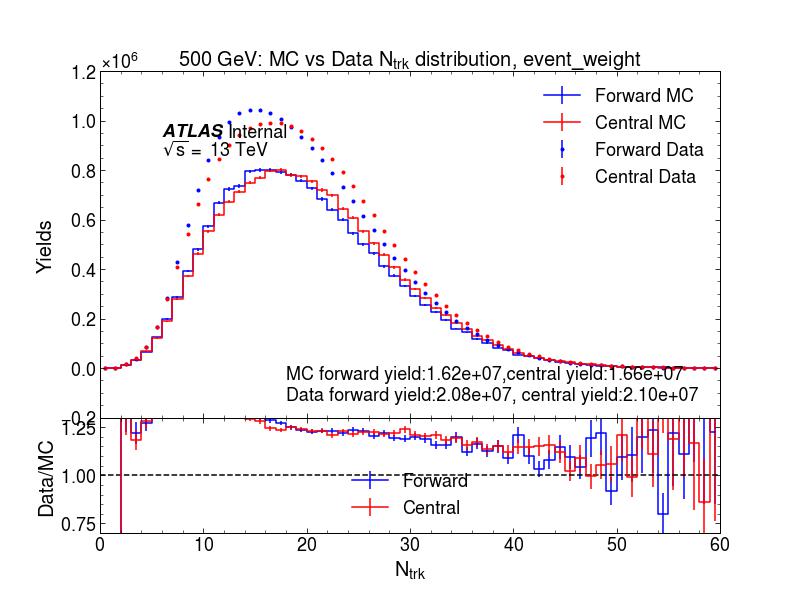 ×10⁶
500 GeV: MC vs Data N_trk distribution, event_weight
1.2
1.0
0.8
0.6
0.4
0.2
0.0
0.2
Yields
ATLAS Internal
√s = 13 TeV
Forward MC
Central MC
Forward Data
Central Data
MC forward yield:1.62e+07,central yield:1.66e+07
Data forward yield:2.08e+07, central yield:2.10e+07
1.25
1.00
0.75
Data/MC
Forward
Central
0 10 20 30 40 50 60
N_trk